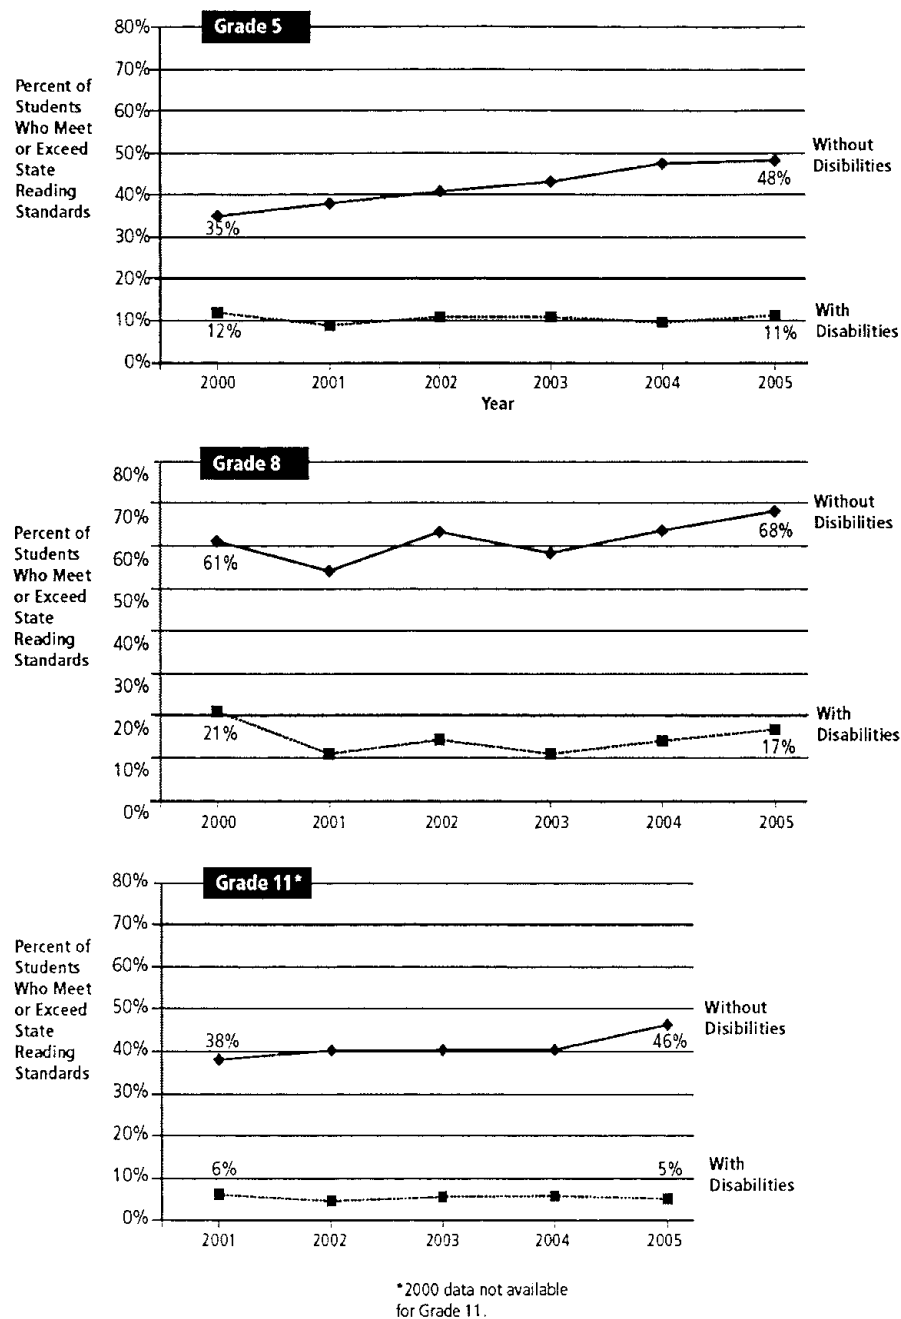 Grade 5
80%
70%
60%
50%
40%
30%
20%
10%
0%
Percent of
Students
Who Meet
or Exceed
State
Reading
Standards
Without
Disibilities
48%
35%
With
Disabilities
12%
11%
2000 2001 2002 2003 2004 2005
Year
Grade 8
80%
70%
60%
50%
40%
30%
20%
10%
0%
Percent of
Students
Who Meet
or Exceed
State
Reading
Standards
Without
Disibilities
68%
61%
With
Disabilities
21%
17%
2000 2001 2002 2003 2004 2005
Grade 11*
80%
70%
60%
50%
40%
30%
20%
10%
0%
Percent of
Students
Who Meet
or Exceed
State
Reading
Standards
Without
Disibilities
38%
46%
With
Disabilities
6%
5%
2001 2002 2003 2004 2005
*2000 data not available
for Grade 11.